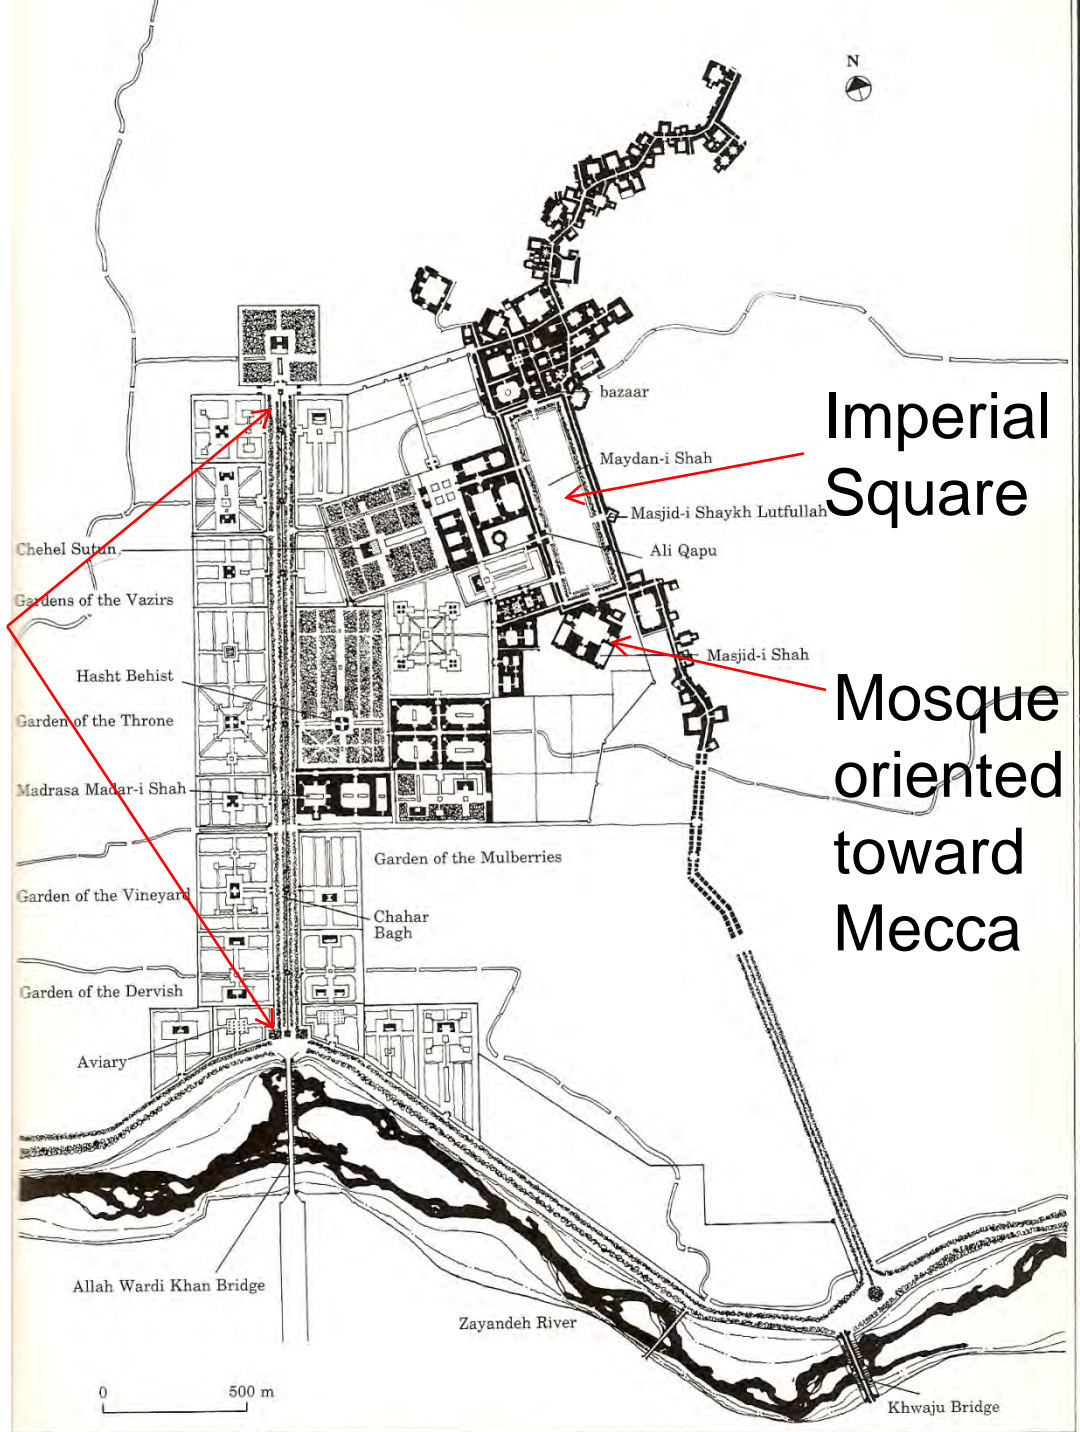 N
bazaar
Imperial
Square
Maydan-i Shah
Masjid-i Shaykh Lutfullah
Ali Qapu
Chehel Sutun
Gardens of the Vazirs
Masjid-i Shah
Hasht Behist
Mosque
oriented
toward
Mecca
Garden of the Throne
Madrasa Madar-i Shah
Garden of the Mulberries
Garden of the Vineyard
Chahar
Bagh
Garden of the Dervish
Aviary
Allah Wardi Khan Bridge
Zayandeh River
0 500 m
Khwaju Bridge